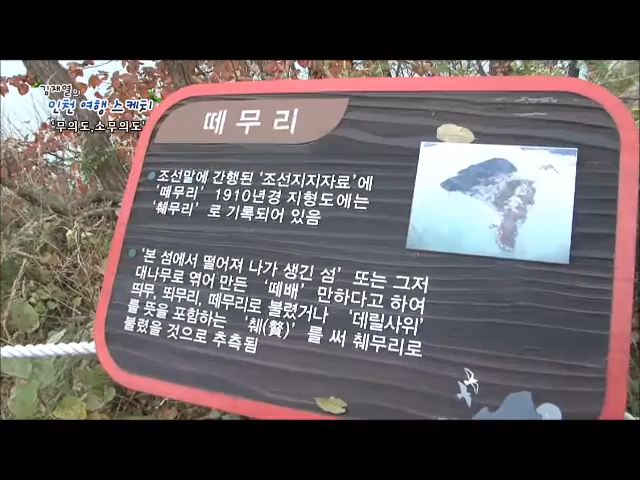 김재열의
인천 여행 스케치
'무의도, 소무의도'
떼무리
조선말에 간행된 '조선지지자료'에
'떼무리' 1910년경 지형도에는
'췌무리' 로 기록되어 있음
'본 섬에서 떨어져 나가 생긴 섬' 또는 그저
대나무로 엮어 만든 '떼배' 만하다고 하여
띄무, 뙤무리, 떼무리로 불렸거나 '데릴사위'
를 뜻을 포함하는 '췌(贅)' 를 써 췌무리로
불렸을 것으로 추측됨